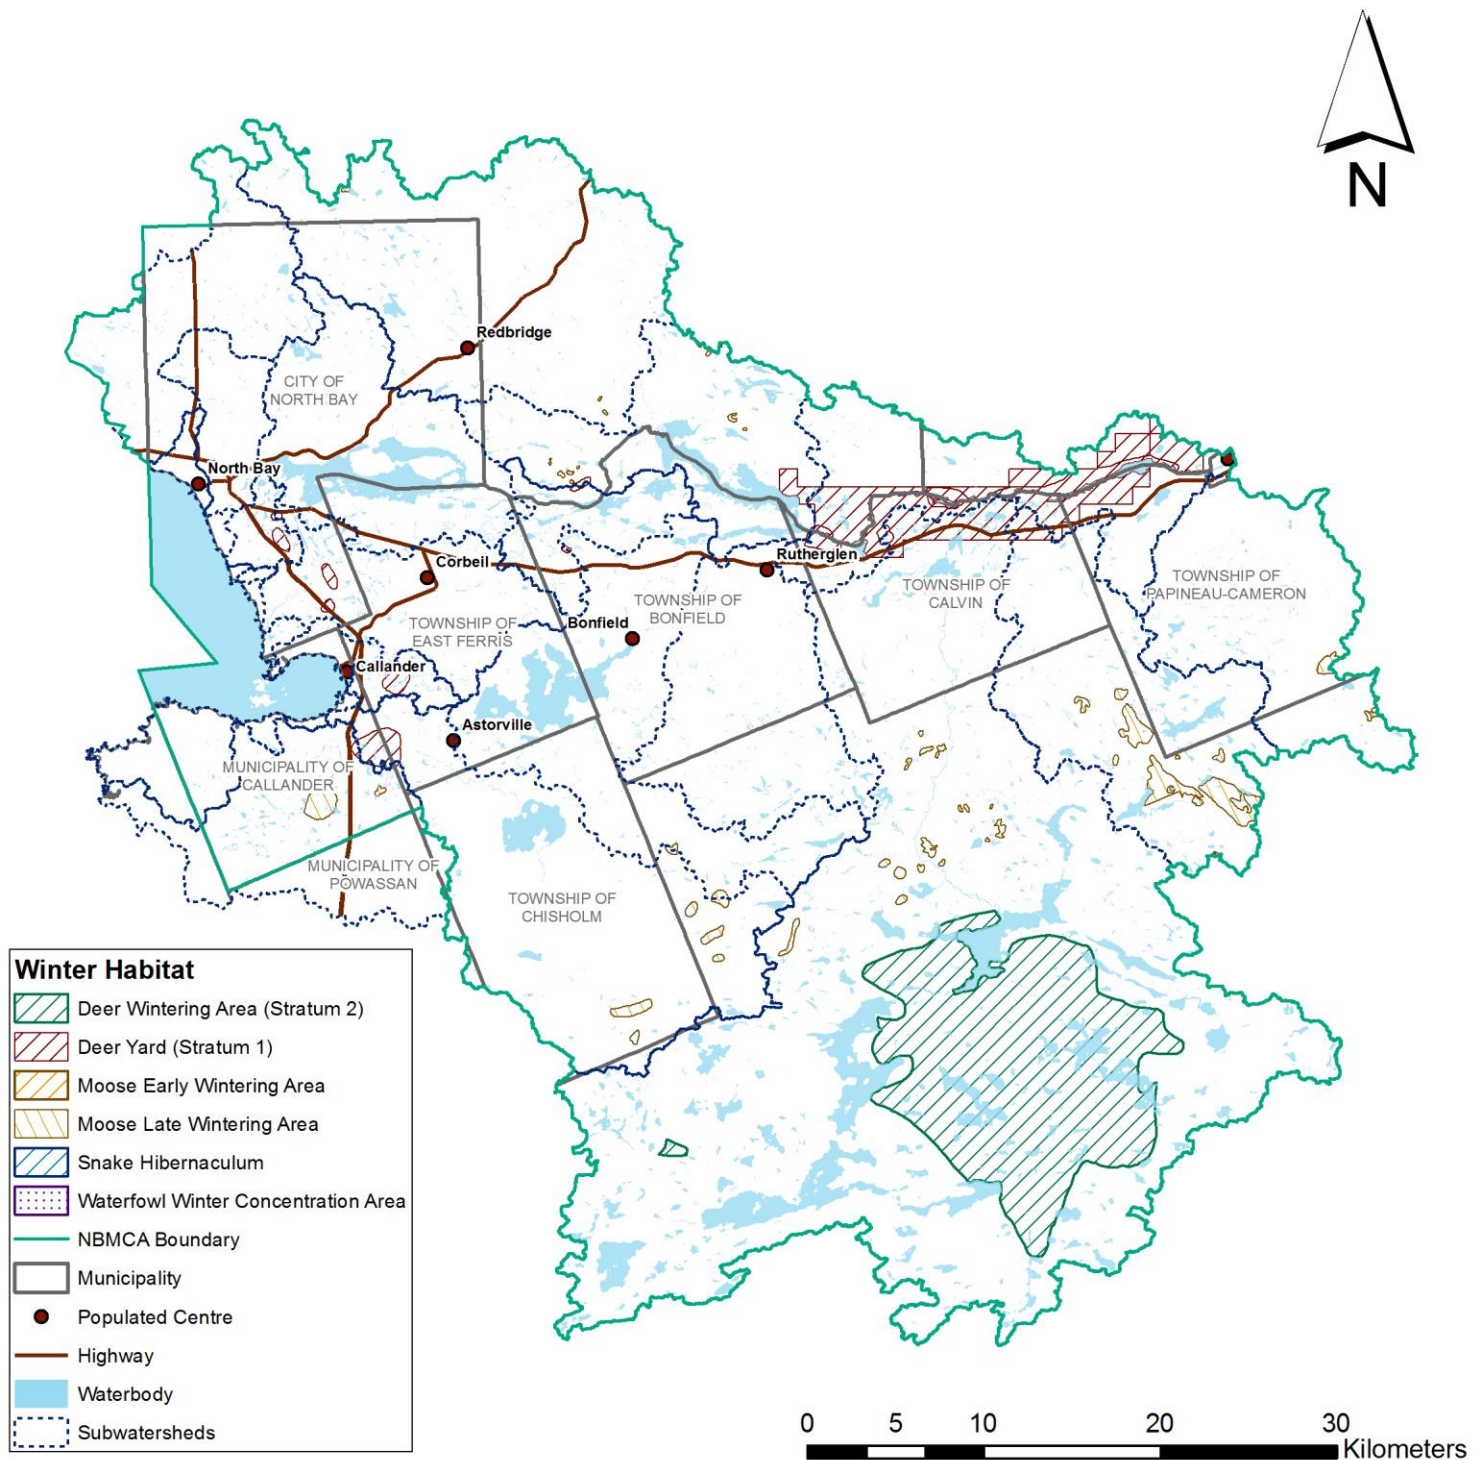 N
Redbridge
CITY OF
NORTH BAY
North Bay
Corbeil
Rutherglen
TOWNSHIP OF
CALVIN
TOWNSHIP OF
PAPINEAU-CAMERON
TOWNSHIP OF
BONFIELD
Bonfield
TOWNSHIP OF
EAST FERRIS
Callander
Astorville
MUNICIPALITY OF
CALLANDER
MUNICIPALITY OF
POWASSAN
TOWNSHIP OF
CHISHOLM
Winter Habitat
Deer Wintering Area (Stratum 2)
Deer Yard (Stratum 1)
Moose Early Wintering Area
Moose Late Wintering Area
Snake Hibernaculum
Waterfowl Winter Concentration Area
NBMCA Boundary
Municipality
Populated Centre
Highway
Waterbody
Subwatersheds
0 5 10 20 30
Kilometers